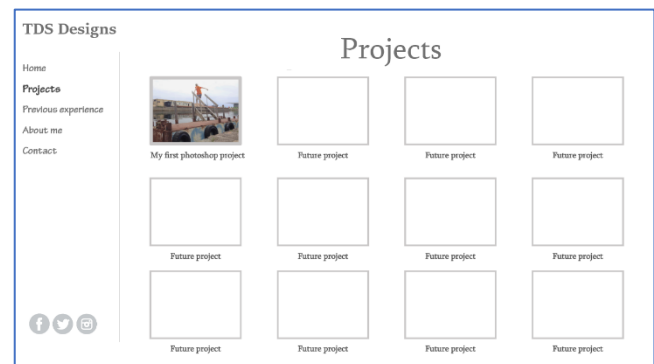 TDS Designs
Projects
Home
Projects
Previous experience
About me
Contact
My first photoshop project
Future project
Future project
Future project
Future project
Future project
Future project
Future project
Future project
Future project
Future project
Future project